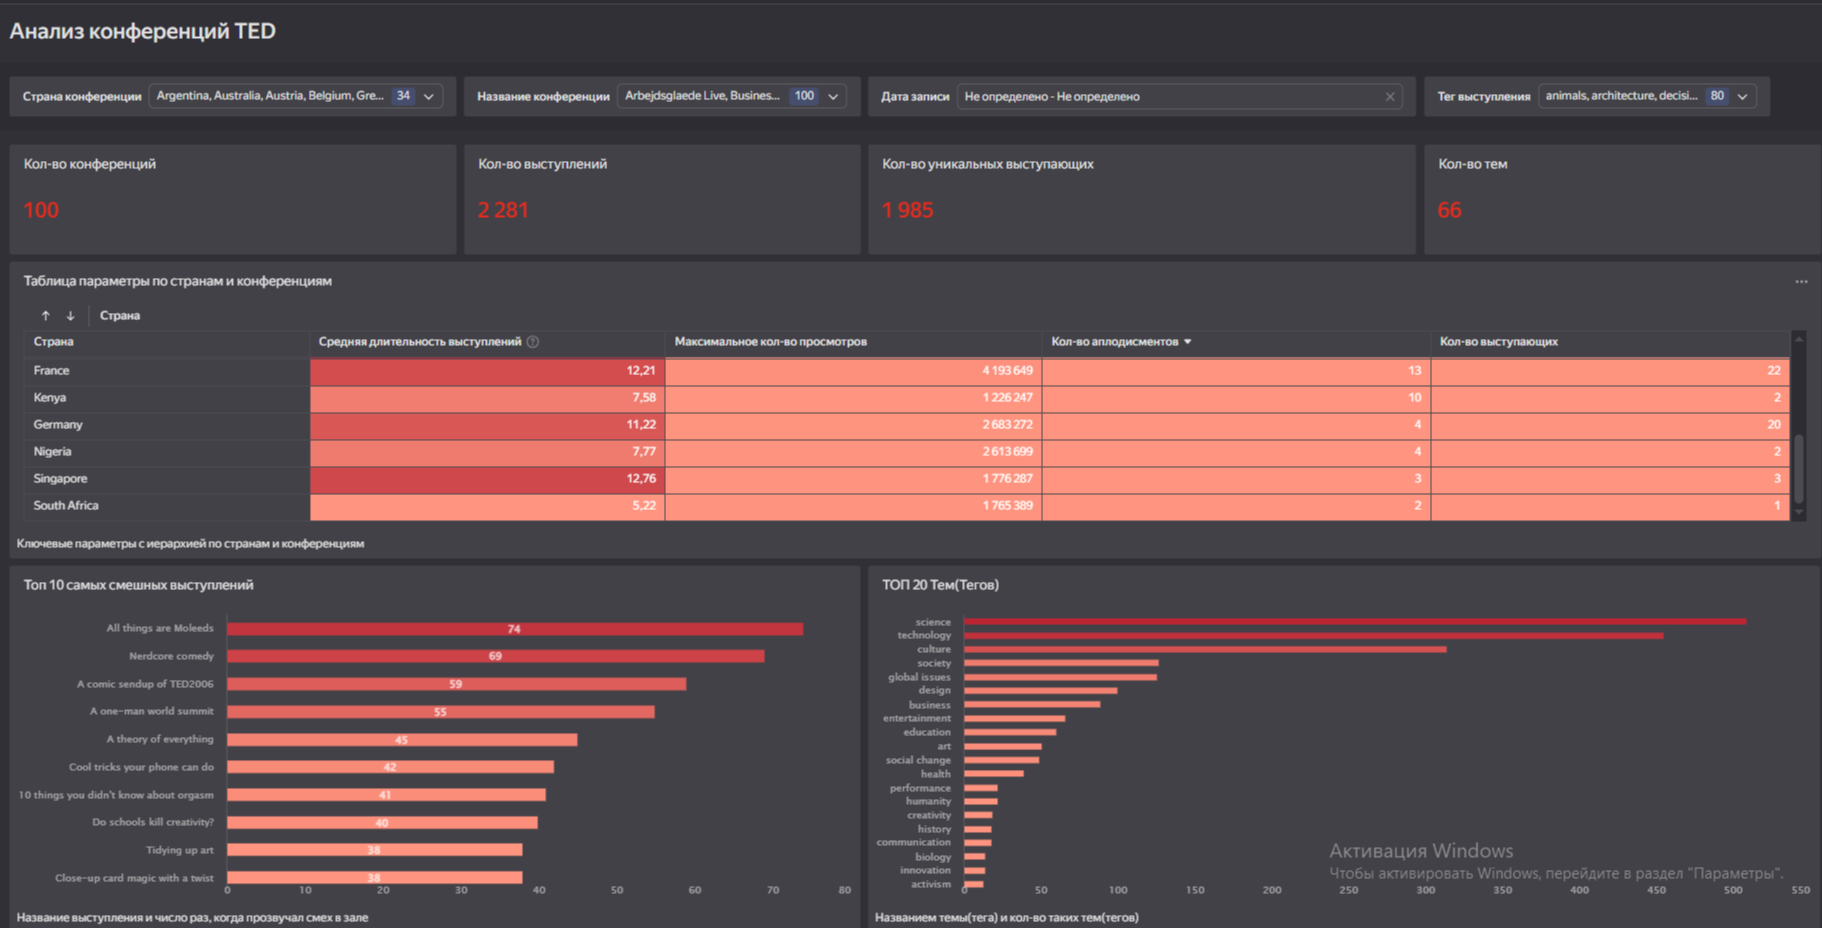 Анализ конференций TED
Страна конференции Argentina, Australia, Austria, Belgium, Gre... 34 Название конференции Arbejdsglaede Live, Busines... 100 Дата записи Не определено - Не определено Тег выступления animals, architecture, decisi... 80
Кол-во конференций Кол-во выступлений Кол-во уникальных выступающих Кол-во тем
100 2 281 1 985 66
Таблица параметры по странам и конференциям
Страна
Страна Средняя длительность выступлений Максимальное кол-во просмотров Кол-во аплодисментов Кол-во выступающих
France 12,21 4 193 649 13 22
Kenya 7,58 1 226 247 10 2
Germany 11,22 2 683 272 4 20
Nigeria 7,77 2 613 699 4 2
Singapore 12,76 1 776 287 3 3
South Africa 5,22 1 765 389 2 1
Ключевые параметры с иерархией по странам и конференциям
Топ 10 самых смешных выступлений
All things are Moleeds 74
Nerdcore comedy 69
A comic sendup of TED2006 59
A one-man world summit 55
A theory of everything 45
Cool tricks your phone can do 42
10 things you didn't know about orgasm 41
Do schools kill creativity? 40
Tidying up art 38
Close-up card magic with a twist 38
0 10 20 30 40 50 60 70 80
Название выступления и число раз, когда прозвучал смех в зале
ТОП 20 Тем(Тегов)
science
technology
culture
society
global issues
design
business
entertainment
education
art
social change
health
performance
humanity
creativity
history
communication
biology
innovation
activism
0 50 100 150 200 250 300 350 400 450 500 550
Названием темы(тега) и кол-во таких тем(тегов)
Активация Windows
Чтобы активировать Windows, перейдите в раздел "Параметры".